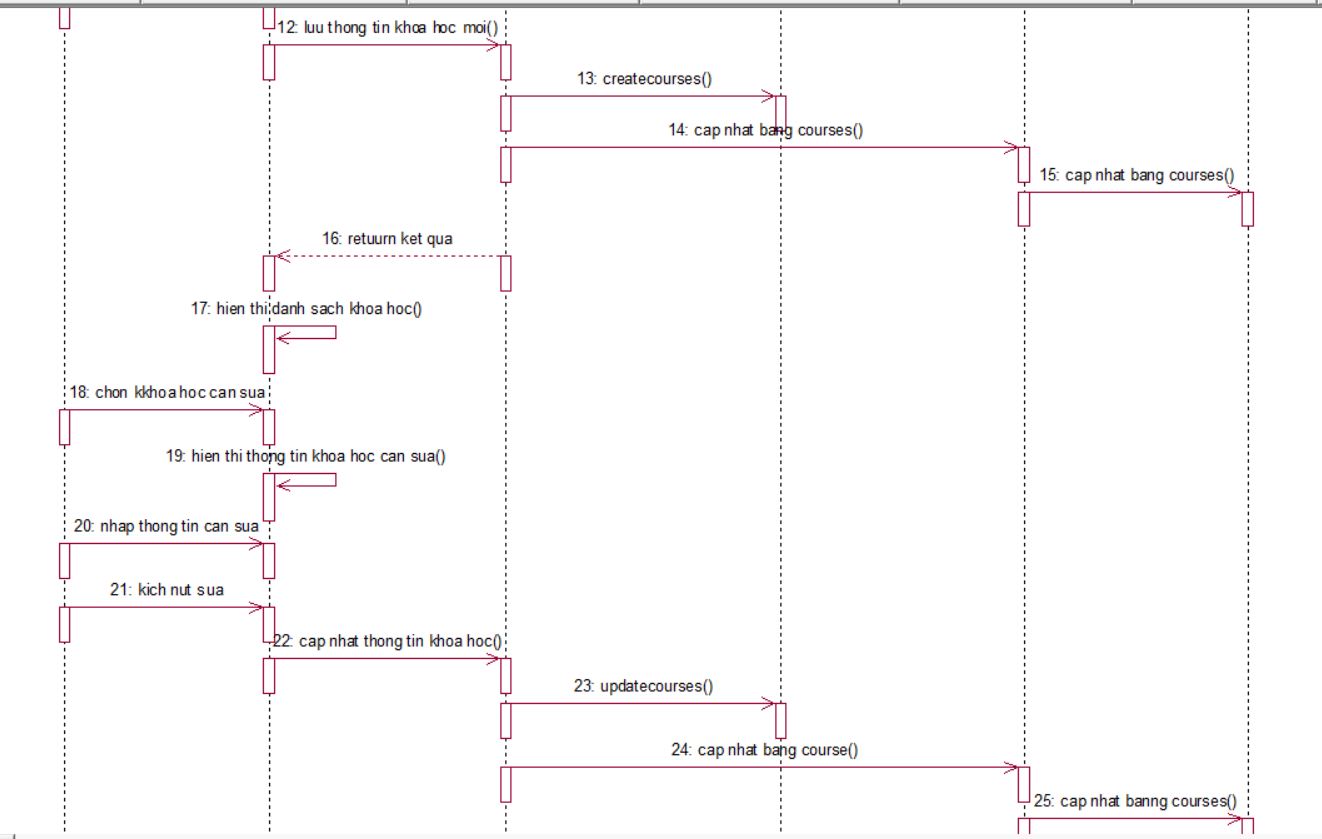 12: luu thong tin khoa hoc moi()
13: createcourses()
14: cap nhat bang courses()
15: cap nhat bang courses()
16: retuurn ket qua
17: hien thi danh sach khoa hoc()
18: chon kkhoa hoc can sua
19: hien thi thong tin khoa hoc can sua()
20: nhap thong tin can sua
21: kich nut sua
22: cap nhat thong tin khoa hoc()
23: updatecourses()
24: cap nhat bang course()
25: cap nhat banng courses()